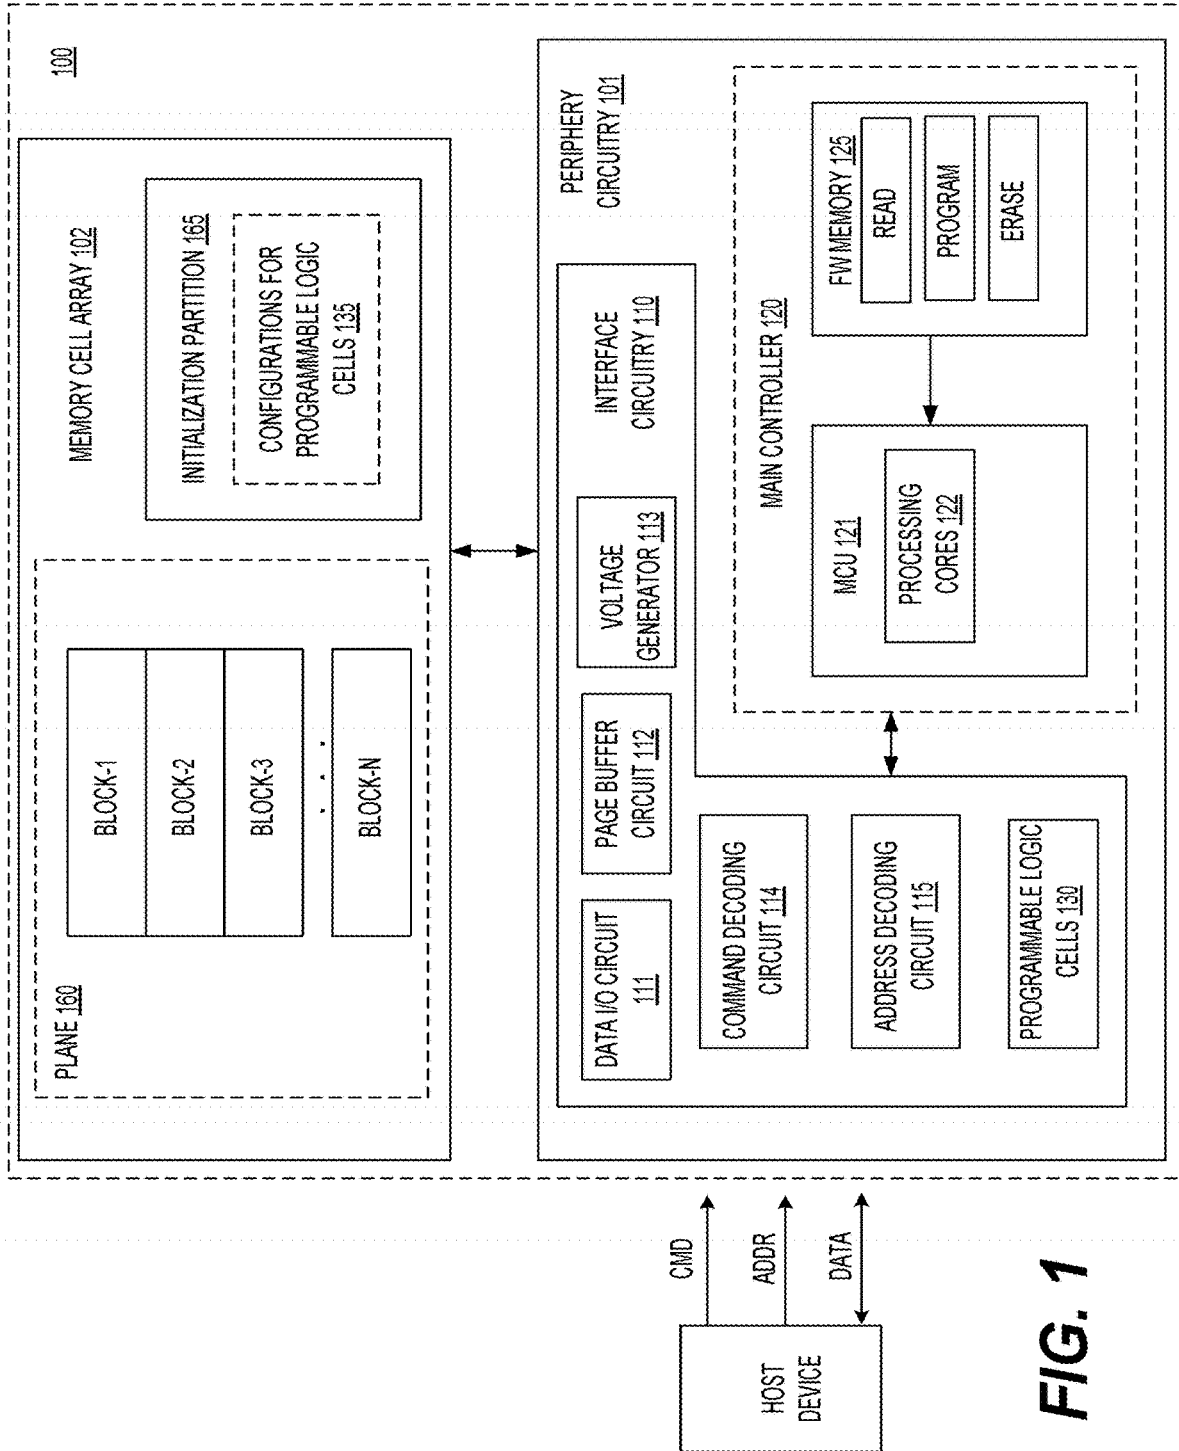 100
MEMORY CELL ARRAY 102
PLANE 160
BLOCK-1
BLOCK-2
BLOCK-3
BLOCK-N
INITIALIZATION PARTITION 165
CONFIGURATIONS FOR
PROGRAMMABLE LOGIC
CELLS 135
PERIPHERY
CIRCUITRY 101
DATA I/O CIRCUIT
111
PAGE BUFFER
CIRCUIT 112
VOLTAGE
GENERATOR 113
INTERFACE
CIRCUITRY 110
COMMAND DECODING
CIRCUIT 114
ADDRESS DECODING
CIRCUIT 115
PROGRAMMABLE LOGIC
CELLS 130
MAIN CONTROLLER 120
MCU 121
PROCESSING
CORES 122
FW MEMORY 125
READ
PROGRAM
ERASE
CMD
ADDR
DATA
HOST
DEVICE
FIG. 1